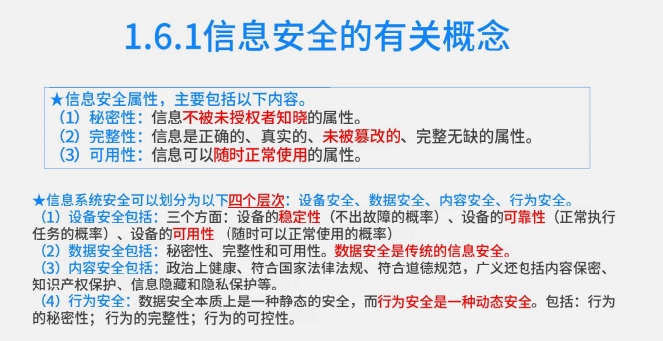 1.6.1信息安全的有关概念
★信息安全属性，主要包括以下内容。
（1）秘密性：信息不被未授权者知晓的属性。
（2）完整性：信息是正确的、真实的、未被篡改的、完整无缺的属性。
（3）可用性：信息可以随时正常使用的属性。
★信息系统安全可以划分为以下四个层次：设备安全、数据安全、内容安全、行为安全。
（1）设备安全包括：三个方面：设备的稳定性（不出故障的概率）、设备的可靠性（正常执行
任务的概率）、设备的可用性 （随时可以正常使用的概率）
（2）数据安全包括：秘密性、完整性和可用性。数据安全是传统的信息安全。
（3）内容安全包括：政治上健康、符合国家法律法规、符合道德规范，广义还包括内容保密、
知识产权保护、信息隐藏和隐私保护等。
（4）行为安全：数据安全本质上是一种静态的安全，而行为安全是一种动态安全。包括：行为
的秘密性； 行为的完整性；行为的可控性。